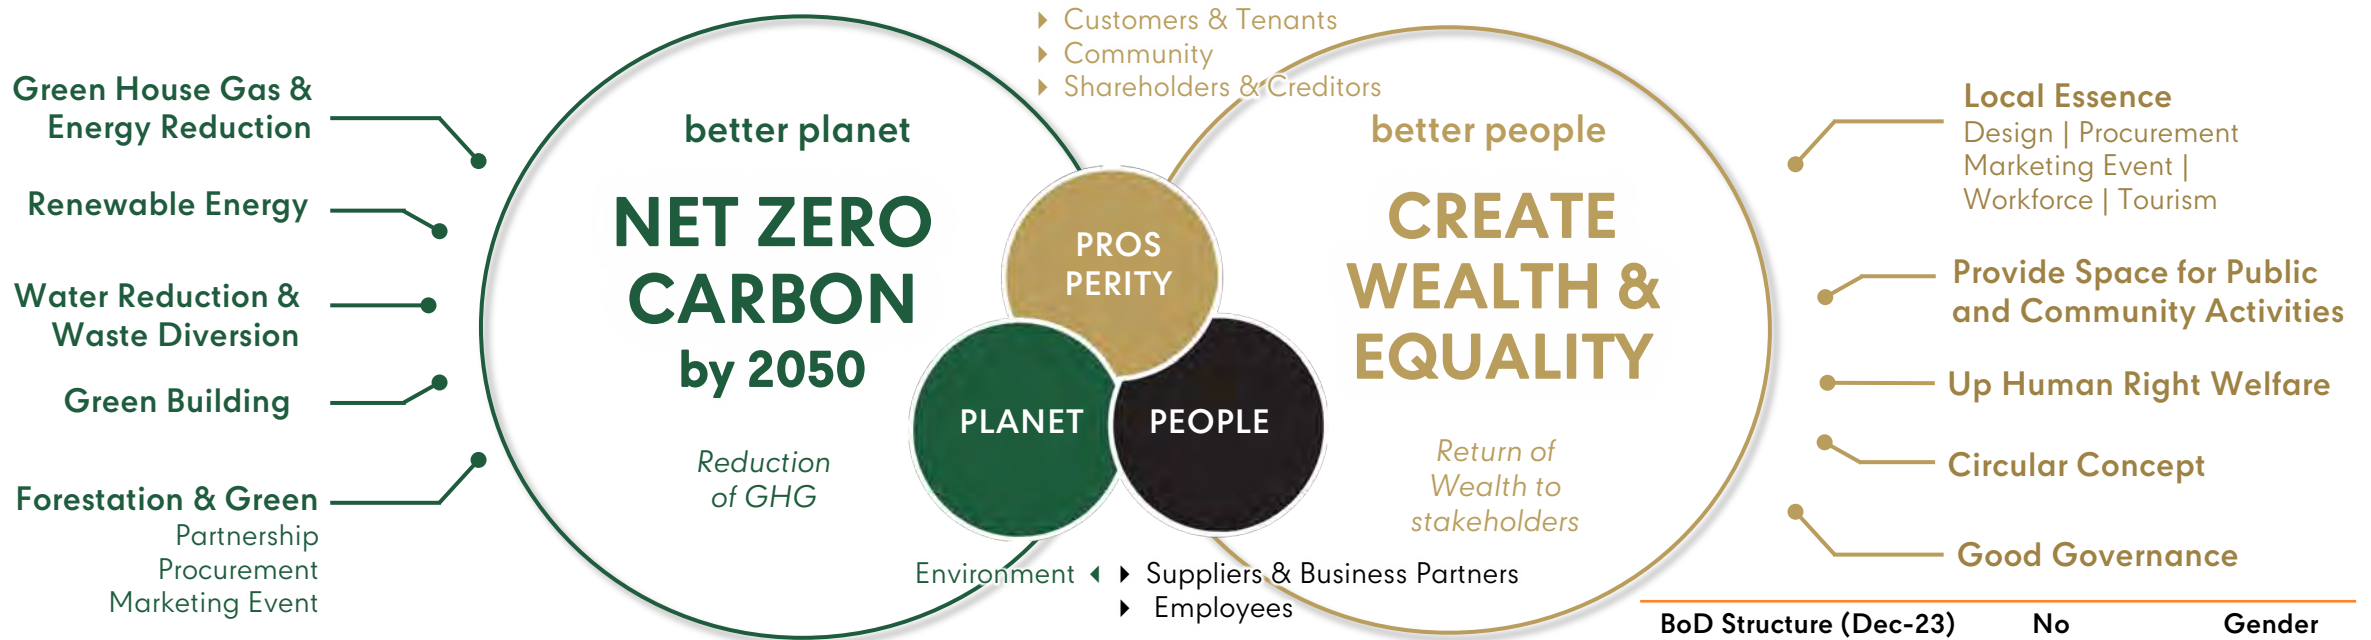 Green House Gas &
Energy Reduction
Renewable Energy
Water Reduction &
Waste Diversion
Green Building
Forestation & Green
Partnership
Procurement
Marketing Event
better planet
NET ZERO
CARBON
by 2050
Reduction
of GHG
Customers & Tenants
Community
Shareholders & Creditors
PROS
PERITY
PLANET
PEOPLE
Environment
Suppliers & Business Partners
Employees
better people
CREATE
WEALTH &
EQUALITY
Return of
Wealth to
stakeholders
Local Essence
Design | Procurement
Marketing Event |
Workforce | Tourism
Provide Space for Public
and Community Activities
Up Human Right Welfare
Circular Concept
Good Governance
BoD Structure (Dec-23) No Gender